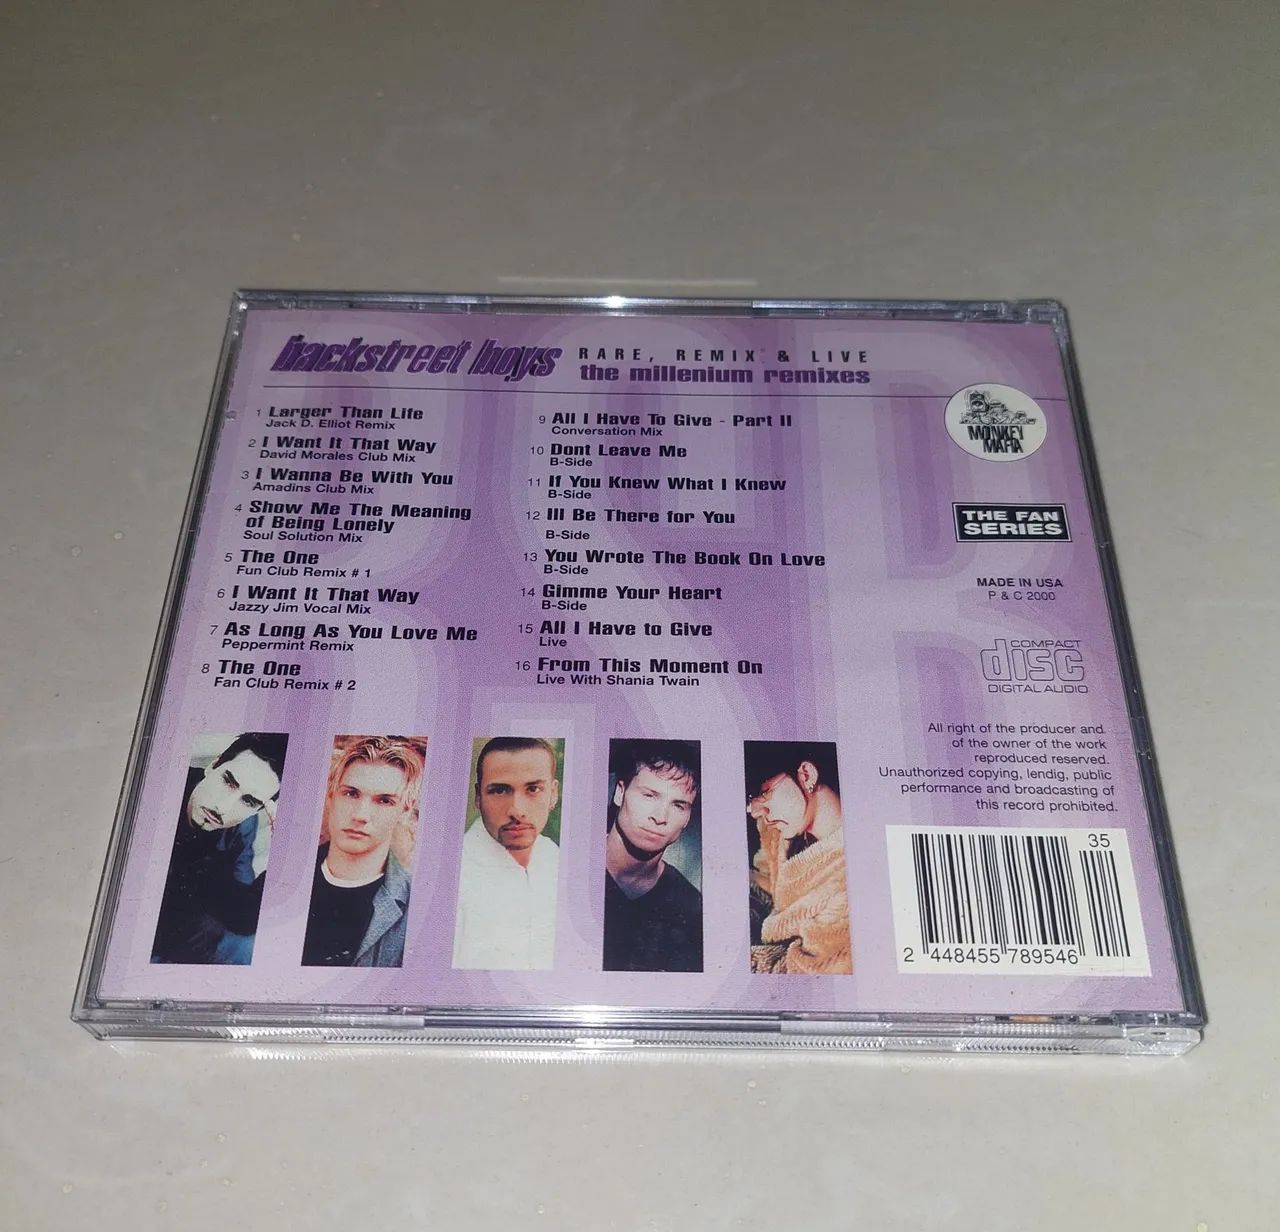 backstreet boys
RARE, REMIX & LIVE
the millenium remixes
1 Larger Than Life
Jack D. Elliot Remix
2 I Want It That Way
David Morales Club Mix
3 I Wanna Be With You
Amadins Club Mix
4 Show Me The Meaning
of Being Lonely
Soul Solution Mix
5 The One
Fun Club Remix # 1
6 I Want It That Way
Jazzy Jim Vocal Mix
7 As Long As You Love Me
Peppermint Remix
8 The One
Fan Club Remix # 2
9 All I Have To Give - Part II
Conversation Mix
10 Dont Leave Me
B-Side
11 If You Knew What I Knew
B-Side
12 Ill Be There for You
B-Side
13 You Wrote The Book On Love
B-Side
14 Gimme Your Heart
B-Side
15 All I Have to Give
Live
16 From This Moment On
Live With Shania Twain
MONKEY
MAFIA
THE FAN
SERIES
MADE IN USA
P & C 2000
COMPACT
disc
DIGITAL AUDIO
All right of the producer and
of the owner of the work
reproduced reserved.
Unauthorized copying, lendig, public
performance and broadcasting of
this record prohibited.
35
2 448455 789546
BSB